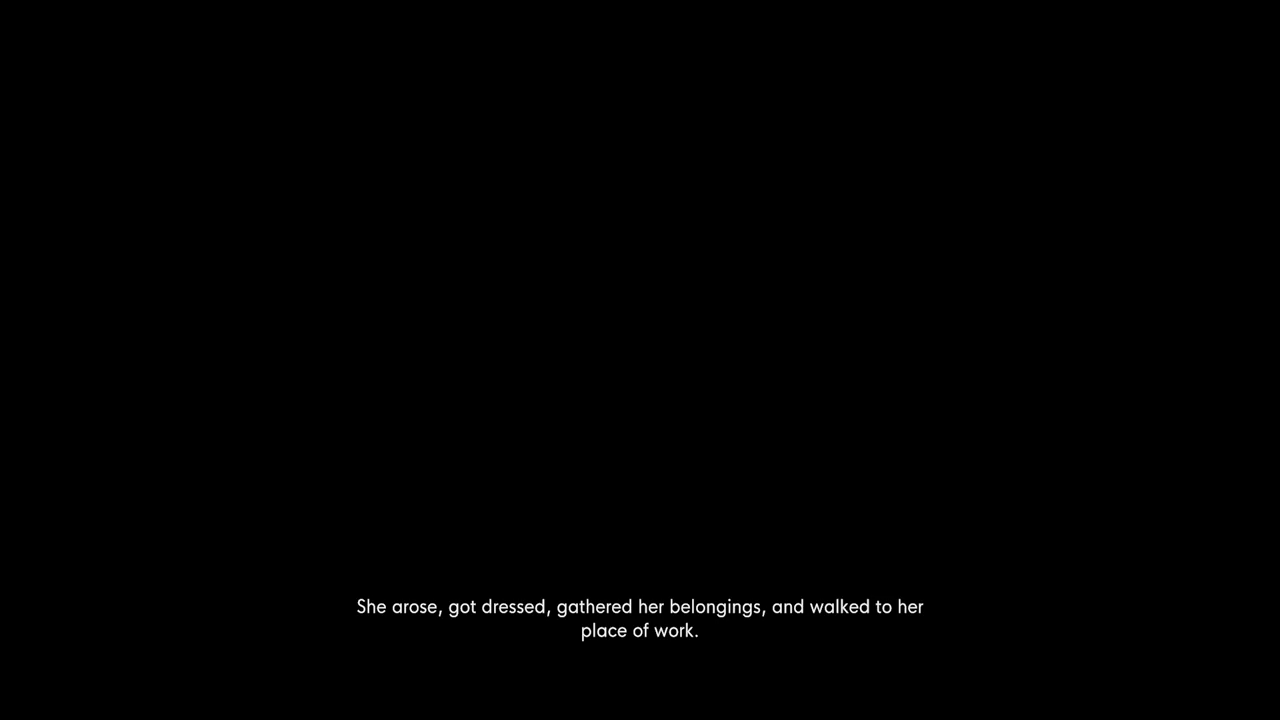 She arose, got dressed, gathered her belongings, and walked to her
place of work.